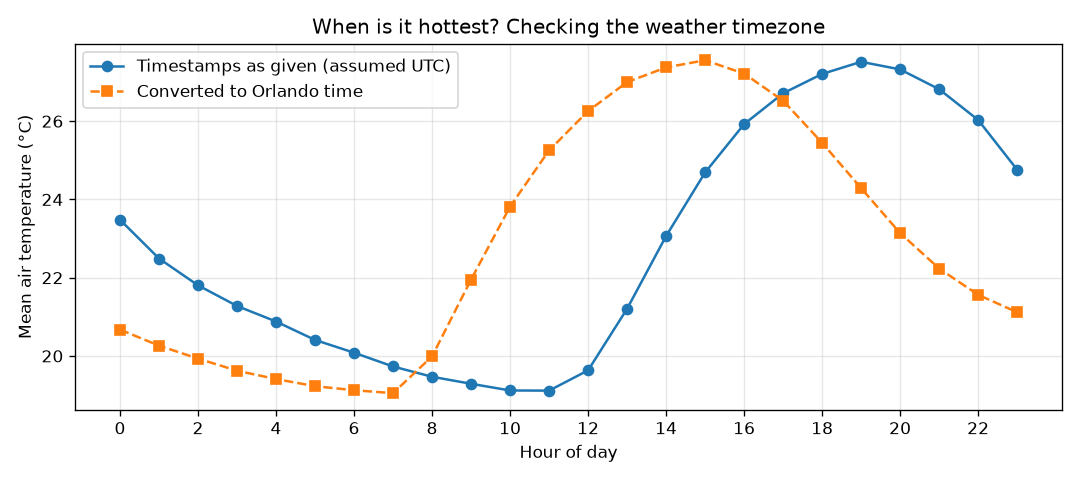 When is it hottest? Checking the weather timezone
Timestamps as given (assumed UTC)
Converted to Orlando time
Mean air temperature (°C)
26
24
22
20
0 2 4 6 8 10 12 14 16 18 20 22
Hour of day